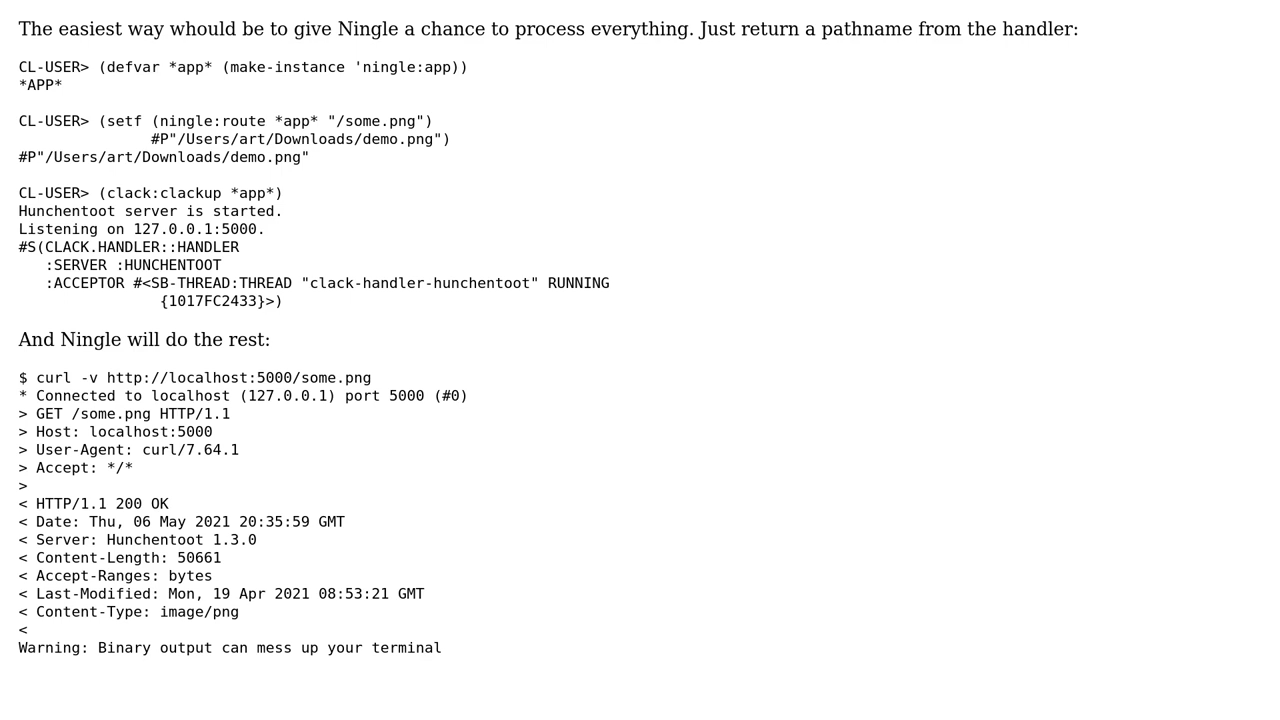 The easiest way whould be to give Ningle a chance to process everything. Just return a pathname from the handler:
CL-USER> (defvar *app* (make-instance 'ningle:app))
*APP*
CL-USER> (setf (ningle:route *app* "/some.png")
               #P"/Users/art/Downloads/demo.png")
#P"/Users/art/Downloads/demo.png"
CL-USER> (clack:clackup *app*)
Hunchentoot server is started.
Listening on 127.0.0.1:5000.
#S(CLACK.HANDLER::HANDLER
   :SERVER :HUNCHENTOOT
   :ACCEPTOR #<SB-THREAD:THREAD "clack-handler-hunchentoot" RUNNING
                {1017FC2433}>)
And Ningle will do the rest:
$ curl -v http://localhost:5000/some.png
* Connected to localhost (127.0.0.1) port 5000 (#0)
> GET /some.png HTTP/1.1
> Host: localhost:5000
> User-Agent: curl/7.64.1
> Accept: */*
>
< HTTP/1.1 200 OK
< Date: Thu, 06 May 2021 20:35:59 GMT
< Server: Hunchentoot 1.3.0
< Content-Length: 50661
< Accept-Ranges: bytes
< Last-Modified: Mon, 19 Apr 2021 08:53:21 GMT
< Content-Type: image/png
<
Warning: Binary output can mess up your terminal